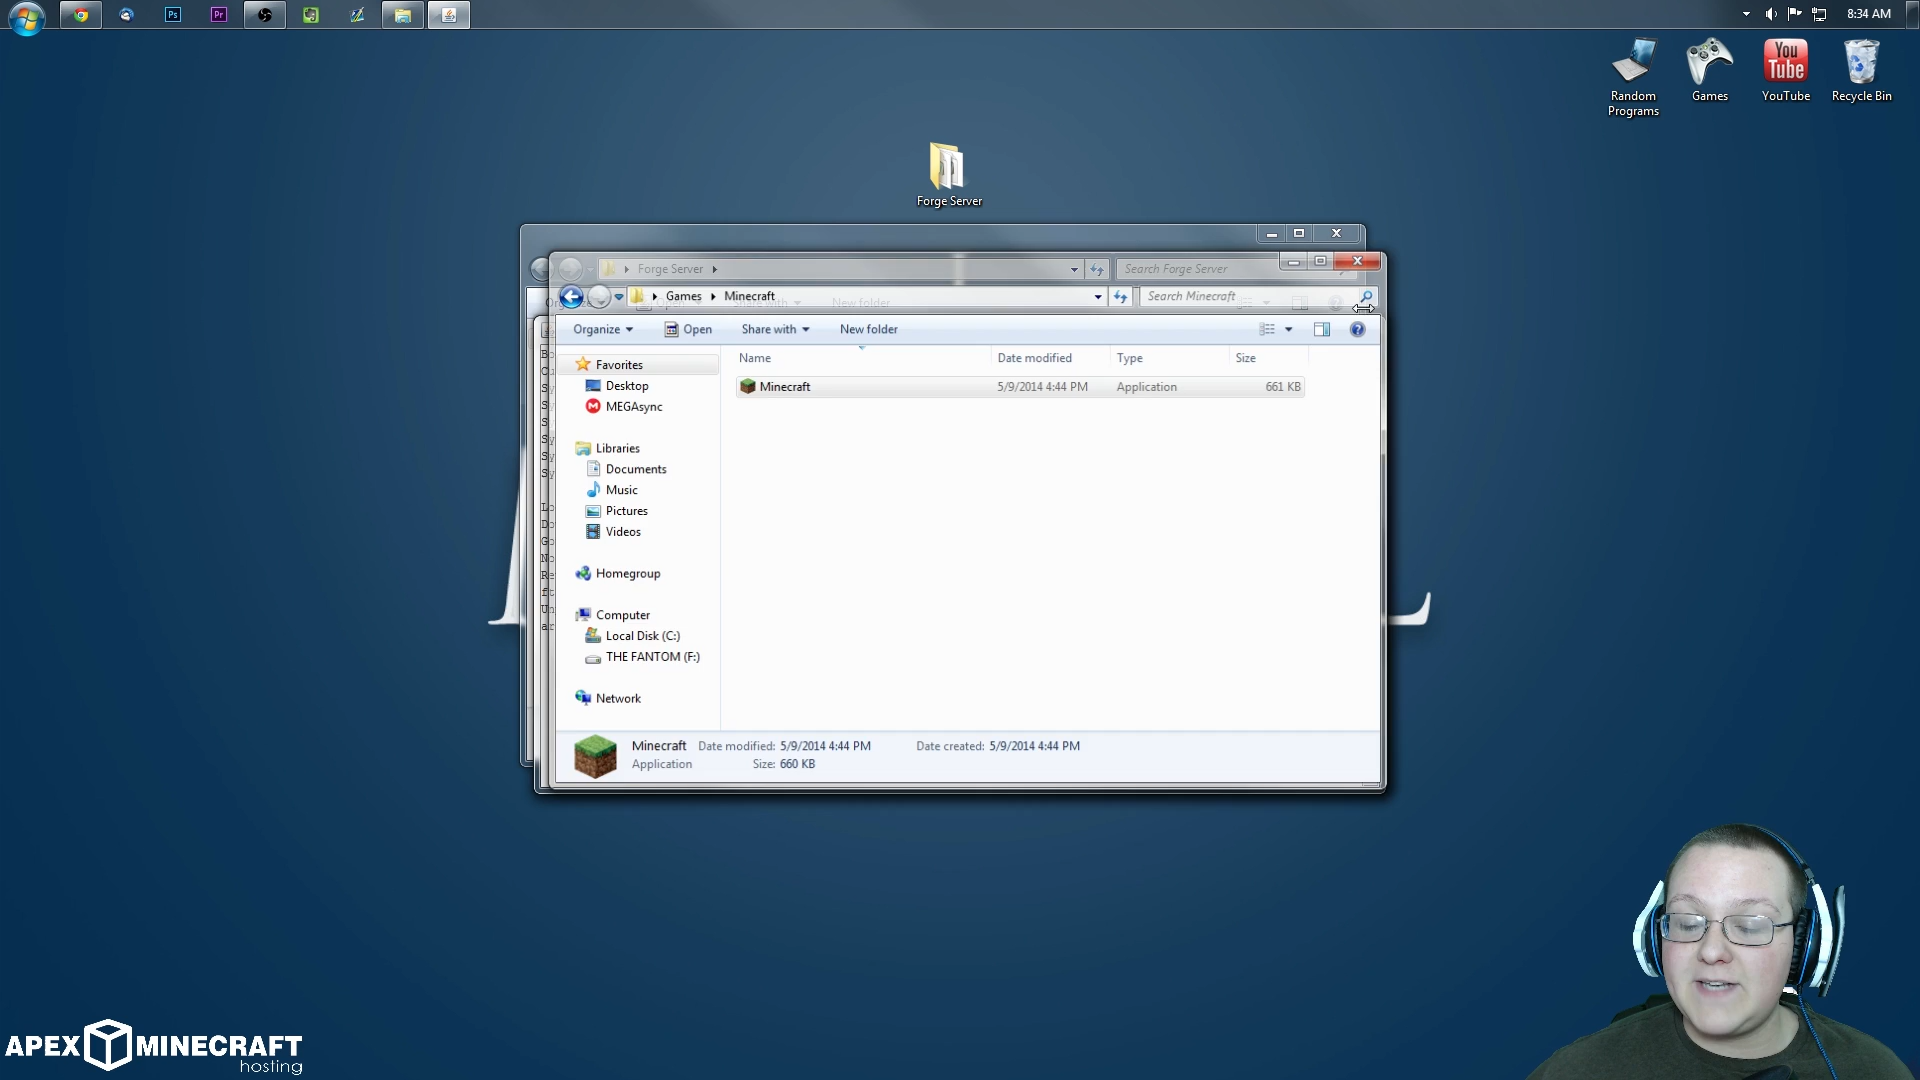 8:34 AM
Random
Programs
Games
YouTube
Recycle Bin
Forge Server
Forge Server
Search Forge Server
Games
Minecraft
Search Minecraft
Organize
Open
Share with
New folder
Name
Date modified
Type
Size
Favorites
Desktop
MEGAsync
Libraries
Documents
Music
Pictures
Videos
Homegroup
Computer
Local Disk (C:)
THE FANTOM (F:)
Network
Minecraft
5/9/2014 4:44 PM
Application
661 KB
Minecraft Date modified: 5/9/2014 4:44 PM Date created: 5/9/2014 4:44 PM
Application Size: 660 KB
APEX MINECRAFT
hosting